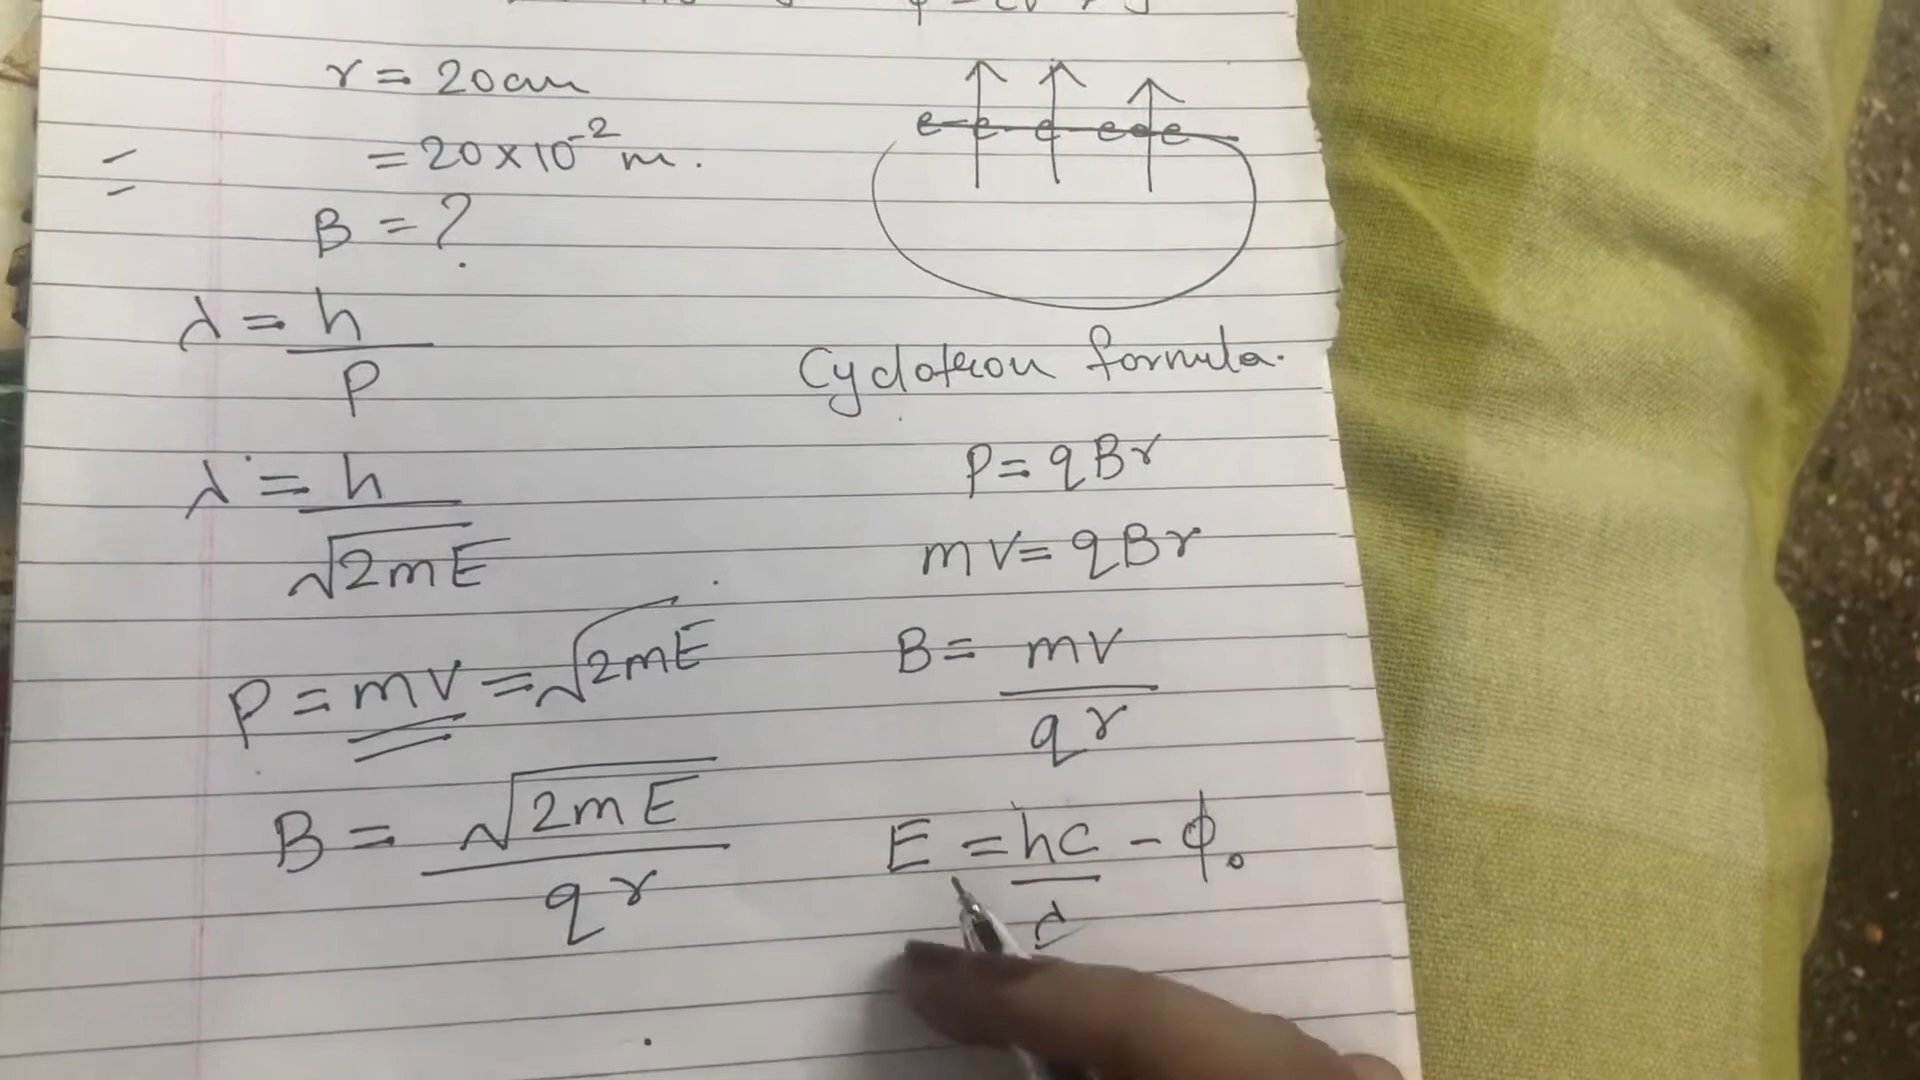 r = 20cm
= 20×10⁻² m.
B = ?
λ = h/P
λ = h/√2mE
P = mv = √2mE
B = √2mE/qr
e e e e e
Cyclotron formula.
P = qBr
mv = qBr
B = mv/qr
E = hc/λ - ϕ₀